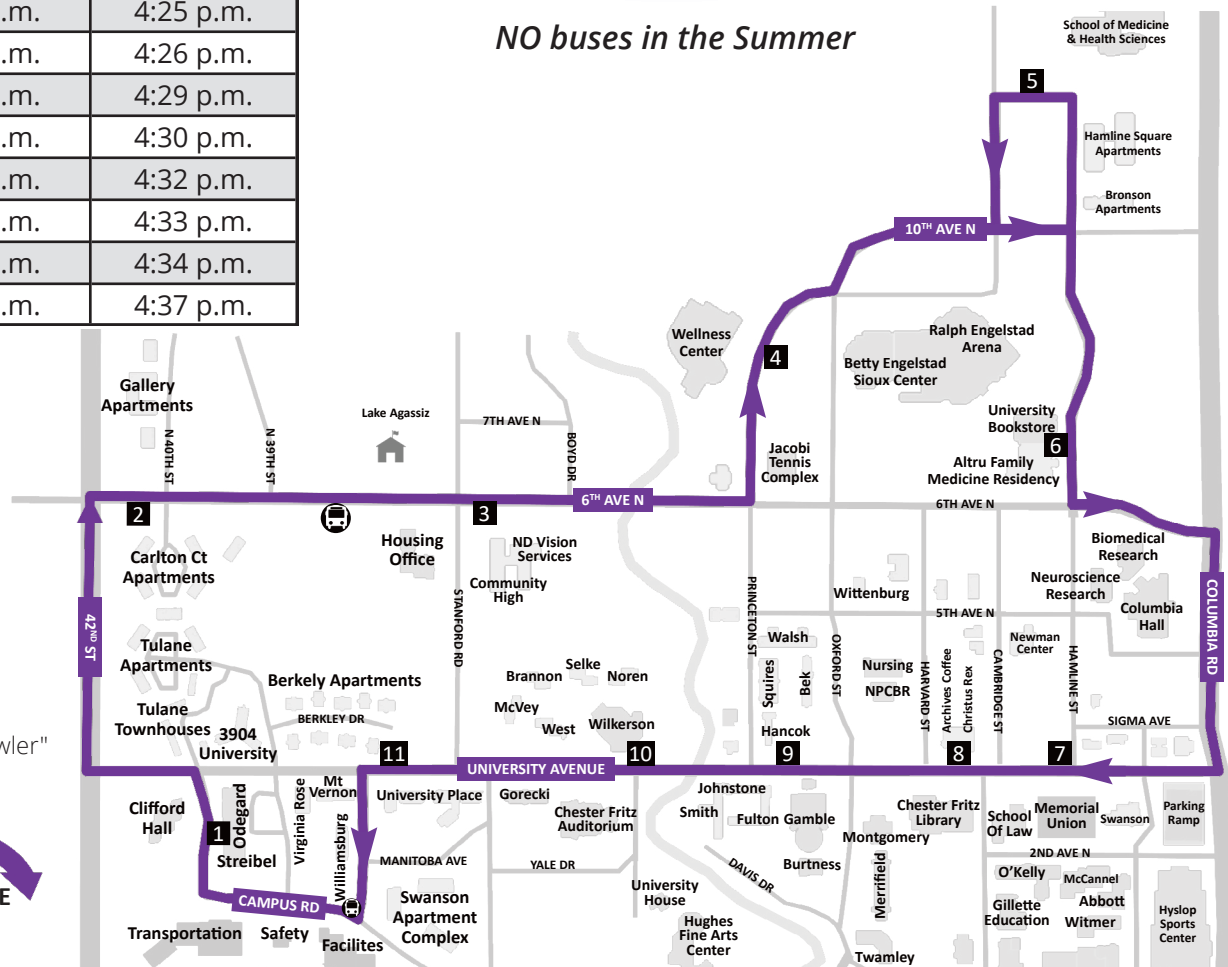 .m. 4:25 p.m.
.m. 4:26 p.m.
.m. 4:29 p.m.
.m. 4:30 p.m.
.m. 4:32 p.m.
.m. 4:33 p.m.
.m. 4:34 p.m.
.m. 4:37 p.m.
NO buses in the Summer
School of Medicine
& Health Sciences
5
Hamline Square
Apartments
Bronson
Apartments
10TH AVE N
Wellness
Center
4
Ralph Engelstad
Arena
Betty Engelstad
Sioux Center
Gallery
Apartments
Lake Agassiz
N 40TH ST
N 39TH ST
7TH AVE N
BOYD DR
University
Bookstore
6
Jacobi
Tennis
Complex
Altru Family
Medicine Residency
6TH AVE N
6TH AVE N
2
3
Carlton Ct
Apartments
Housing
Office
ND Vision
Services
Community
High
Biomedical
Research
Neuroscience
Research
Columbia
Hall
COLUMBIA RD
42ND ST
STANFORD RD
PRINCETON ST
Wittenburg
5TH AVE N
Tulane
Apartments
Walsh
Squires
Bek
OXFORD ST
Nursing
NPCBR
HARVARD ST
Archives Coffee
Christus Rex
CAMBRIDGE ST
Newman
Center
HAMLINE ST
Selke
Brannon
Noren
Berkely Apartments
McVey
West
Wilkerson
Tulane
Townhouses
BERKLEY DR
3904
University
SIGMA AVE
Hancok
wler"
11
10
9
8
7
UNIVERSITY AVENUE
Clifford
Hall
1
Odegard
Streibel
Virginia Rose
Mt
Vernon
Williamsburg
University Place
Gorecki
Chester Fritz
Auditorium
Johnstone
Smith
Fulton Gamble
Chester Fritz
Library
School
Of Law
Memorial
Union
Swanson
Parking
Ramp
Montgomery
MANITOBA AVE
YALE DR
Burtness
2ND AVE N
DAVIS DR
Merrifield
O'Kelly
McCannel
E
CAMPUS RD
Swanson
Apartment
Complex
University
House
Gillette
Education
Abbott
Witmer
Hyslop
Sports
Center
Transportation
Safety
Facilites
Hughes
Fine Arts
Center
Twamley